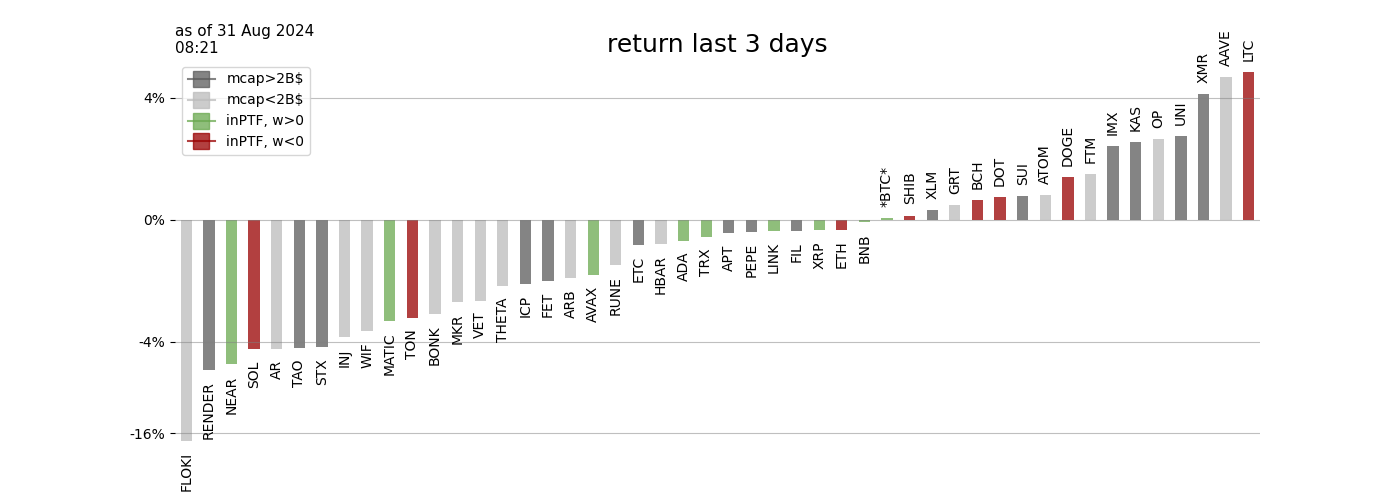 as of 31 Aug 2024
08:21
return last 3 days
mcap>2B$
mcap<2B$
inPTF, w>0
inPTF, w<0
4%
0%
-4%
-16%
FLOKI
RENDER
NEAR
SOL
AR
TAO
STX
INJ
WIF
MATIC
TON
BONK
MKR
VET
THETA
ICP
FET
ARB
AVAX
RUNE
ETC
HBAR
ADA
TRX
APT
PEPE
LINK
FIL
XRP
ETH
BNB
*BTC*
SHIB
XLM
GRT
BCH
DOT
SUI
ATOM
DOGE
FTM
IMX
KAS
OP
UNI
XMR
AAVE
LTC